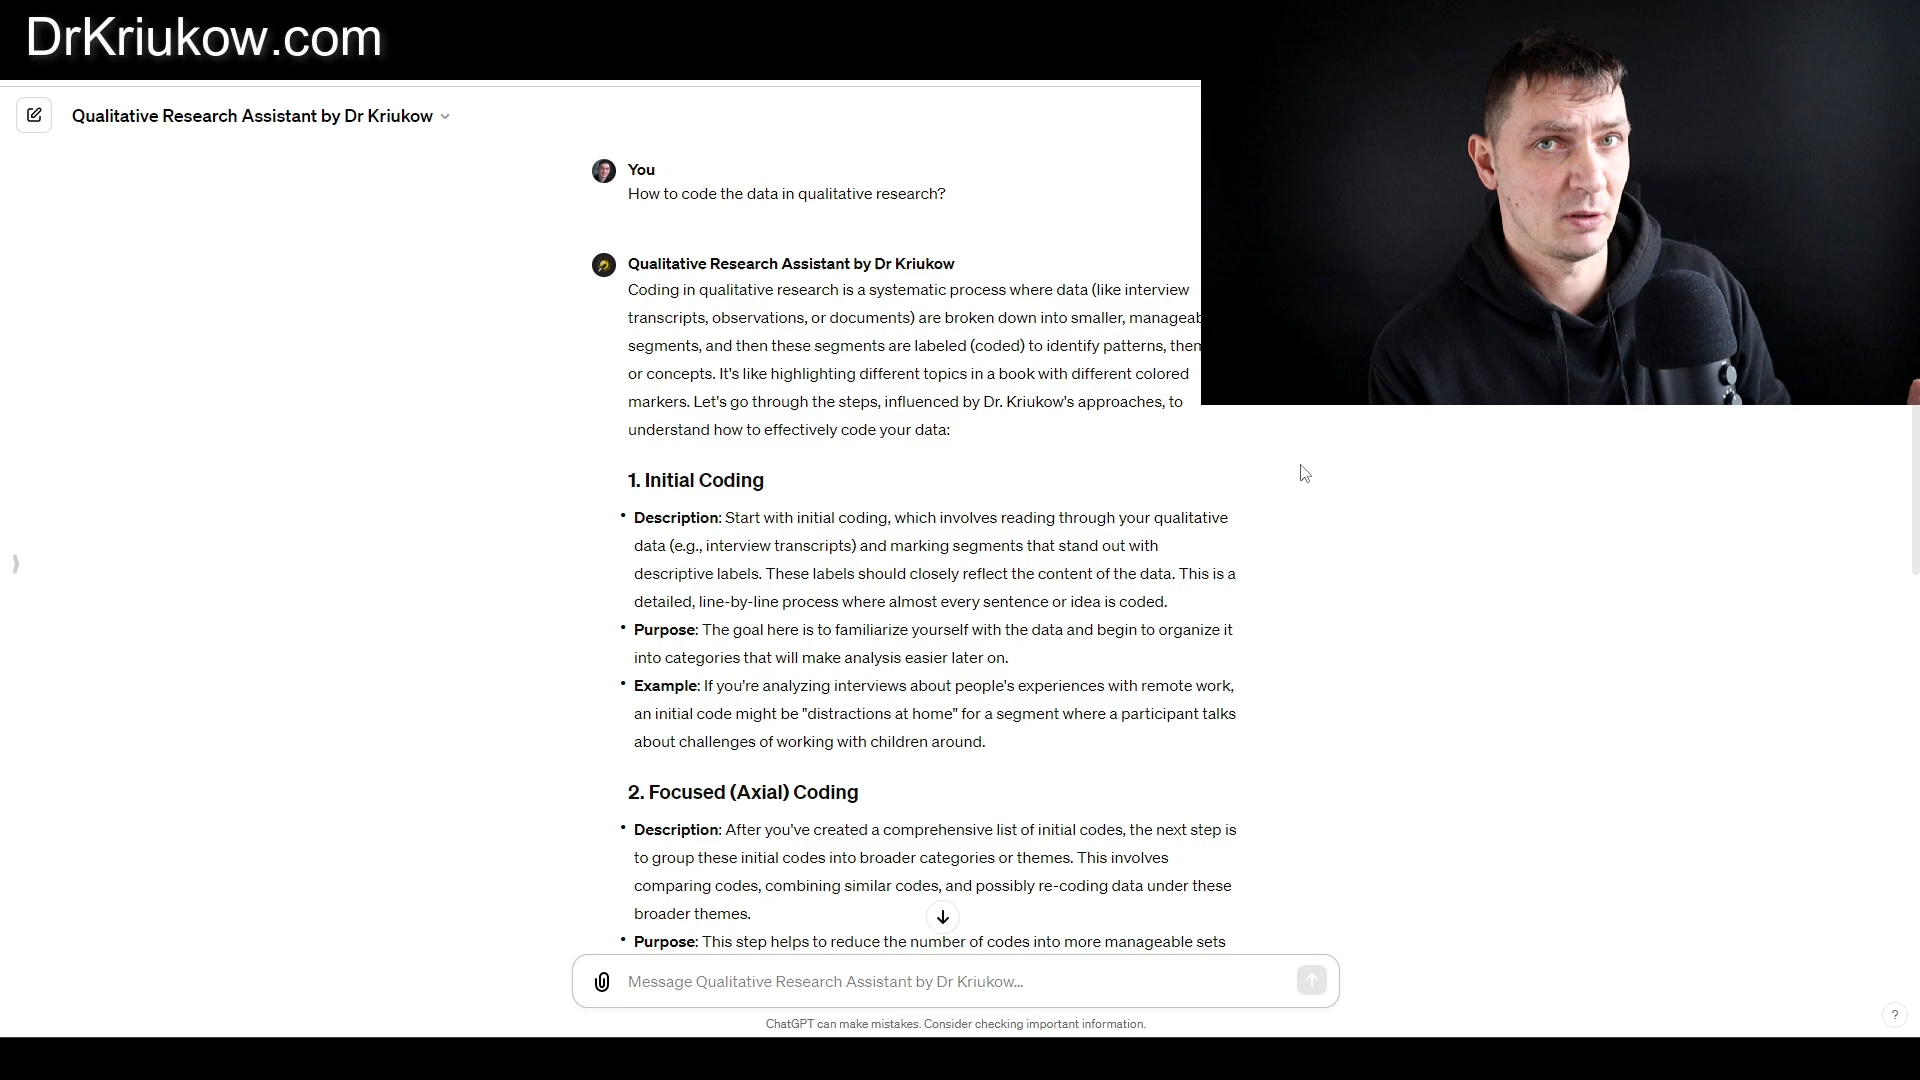 DrKriukow.com
Qualitative Research Assistant by Dr Kriukow
You
How to code the data in qualitative research?
Qualitative Research Assistant by Dr Kriukow
Coding in qualitative research is a systematic process where data (like interview
transcripts, observations, or documents) are broken down into smaller, manageab
segments, and then these segments are labeled (coded) to identify patterns, them
or concepts. It's like highlighting different topics in a book with different colored
markers. Let's go through the steps, influenced by Dr. Kriukow's approaches, to
understand how to effectively code your data:
1. Initial Coding
• Description: Start with initial coding, which involves reading through your qualitative
data (e.g., interview transcripts) and marking segments that stand out with
descriptive labels. These labels should closely reflect the content of the data. This is a
detailed, line-by-line process where almost every sentence or idea is coded.
• Purpose: The goal here is to familiarize yourself with the data and begin to organize it
into categories that will make analysis easier later on.
• Example: If you're analyzing interviews about people's experiences with remote work,
an initial code might be "distractions at home" for a segment where a participant talks
about challenges of working with children around.
2. Focused (Axial) Coding
• Description: After you've created a comprehensive list of initial codes, the next step is
to group these initial codes into broader categories or themes. This involves
comparing codes, combining similar codes, and possibly re-coding data under these
broader themes.
• Purpose: This step helps to reduce the number of codes into more manageable sets
Message Qualitative Research Assistant by Dr Kriukow...
ChatGPT can make mistakes. Consider checking important information.
?